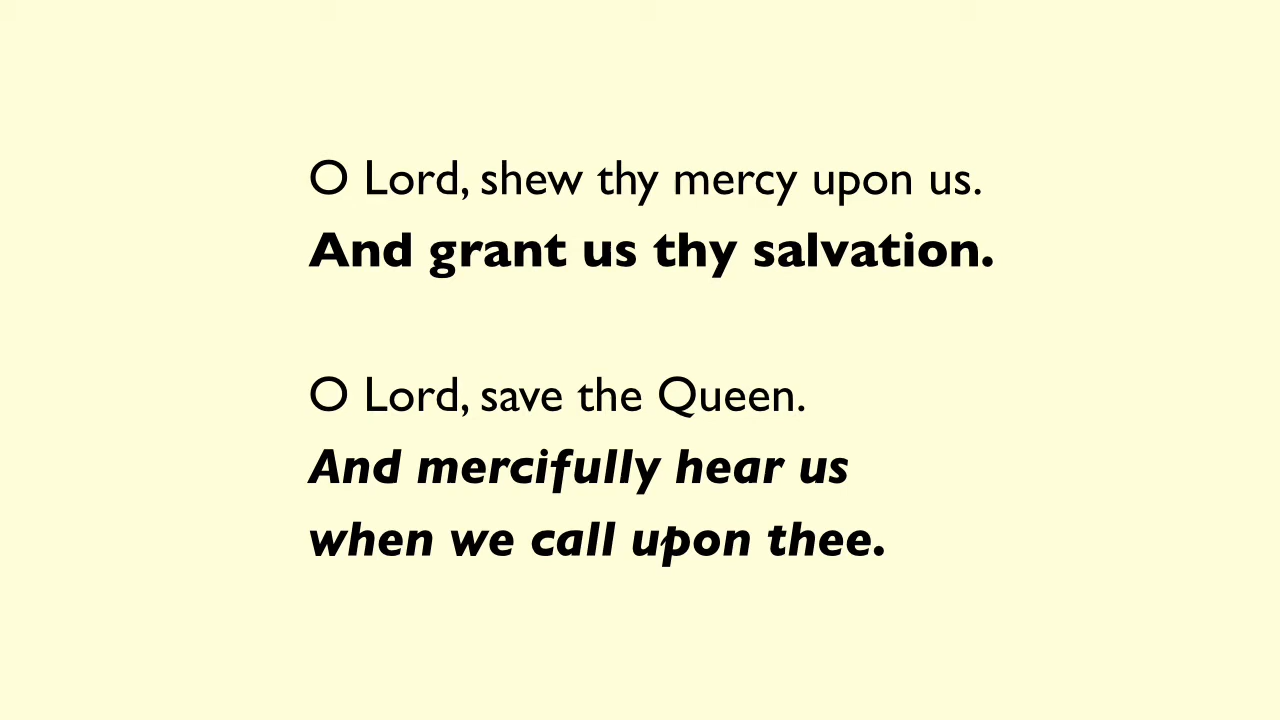 O Lord, shew thy mercy upon us.
And grant us thy salvation.
O Lord, save the Queen.
And mercifully hear us
when we call upon thee.